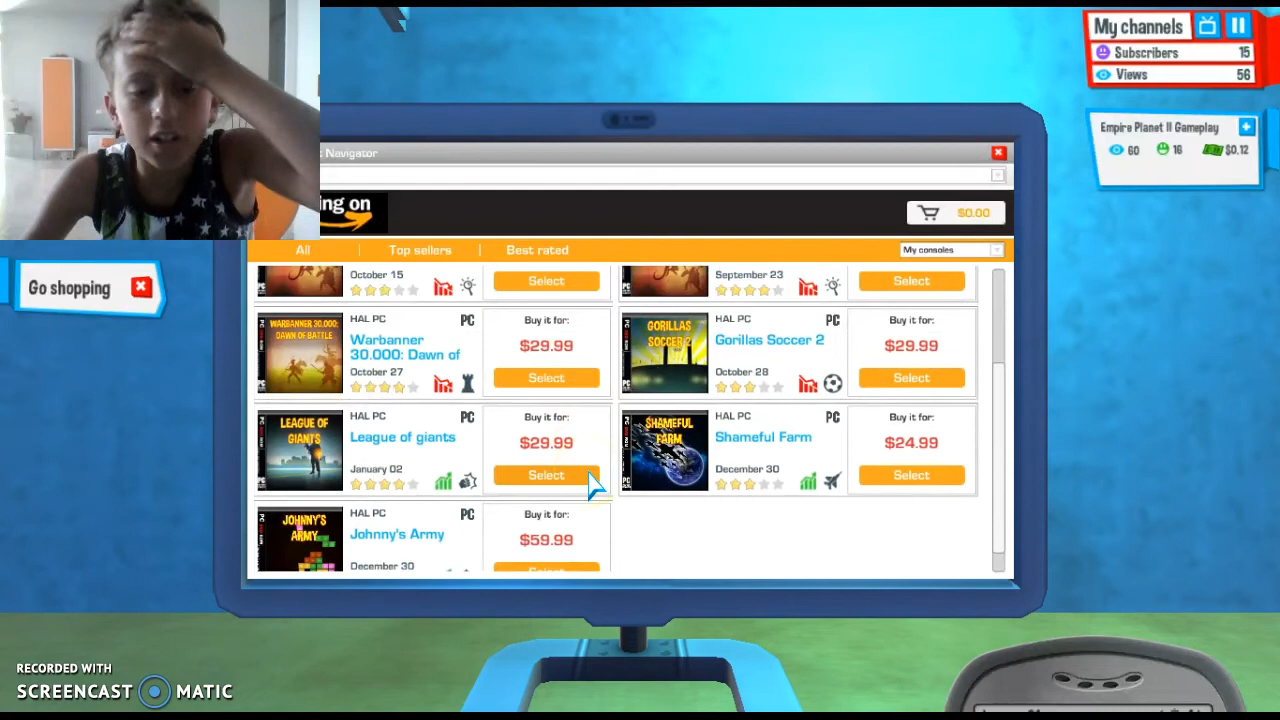 My channels
Subscribers 15
Views 56
Empire Planet II Gameplay
60 16 $0.12
t Navigator
ing on
$0.00
All Top sellers Best rated My consoles
Go shopping
October 15
Select
September 23
Select
WARBANNER 30.000: DAWN OF BATTLE
HAL PC PC
Warbanner
30.000: Dawn of
October 27
Buy it for:
$29.99
Select
GORILLAS SOCCER 2
HAL PC PC
Gorillas Soccer 2
October 28
Buy it for:
$29.99
Select
LEAGUE OF GIANTS
HAL PC PC
League of giants
January 02
Buy it for:
$29.99
Select
SHAMEFUL FARM
HAL PC PC
Shameful Farm
December 30
Buy it for:
$24.99
Select
JOHNNY'S ARMY
HAL PC PC
Johnny's Army
December 30
Buy it for:
$59.99
Select
RECORDED WITH
SCREENCAST MATIC